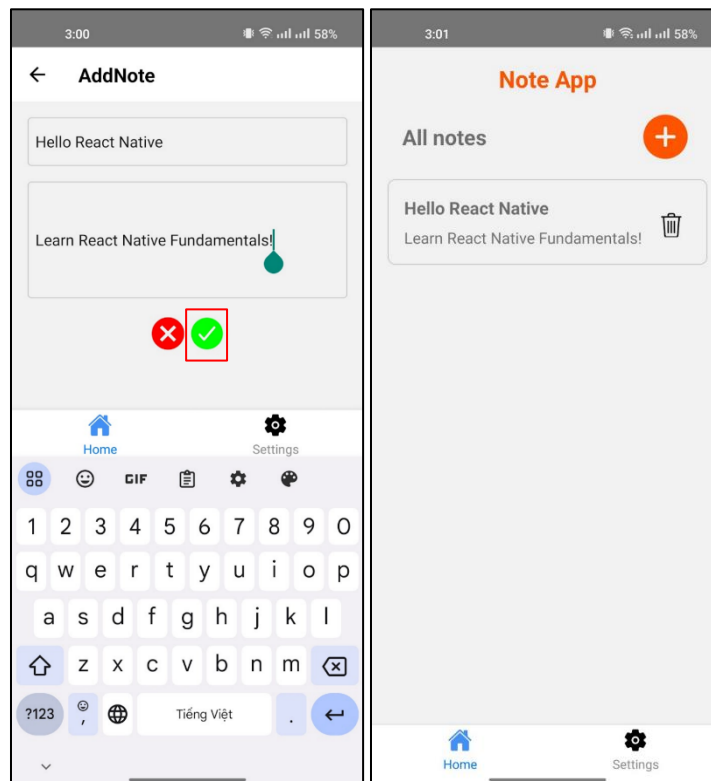 3:00 58%
AddNote
Hello React Native
Learn React Native Fundamentals!
Home Settings
GIF
1 2 3 4 5 6 7 8 9 0
q w e r t y u i o p
a s d f g h j k l
z x c v b n m
?123 , Tiếng Việt .
3:01 58%
Note App
All notes
Hello React Native
Learn React Native Fundamentals!
Home Settings